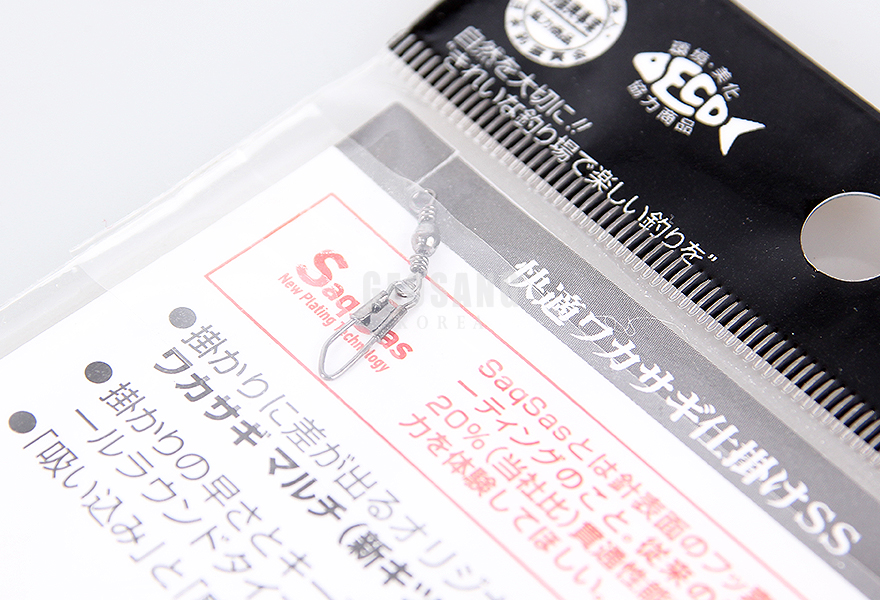 環境・美化
協力商品
自然を大切に!!
“きれいな釣り場で楽しい釣りを”
快適ワカサギ仕掛けSS
SaqSas
New Plating Technology
SaqSasとは針表面のフッ素
ーティングのこと。従来の
20%(当社比)貫通性能
力を体験してほしい。
●掛かりに差が出るオリジ
ワカサギ マルチ(新キッ
●掛かりの早さとキー
ールラウンドタイ
●「吸い込み」と「
GEOSANG
KOREA